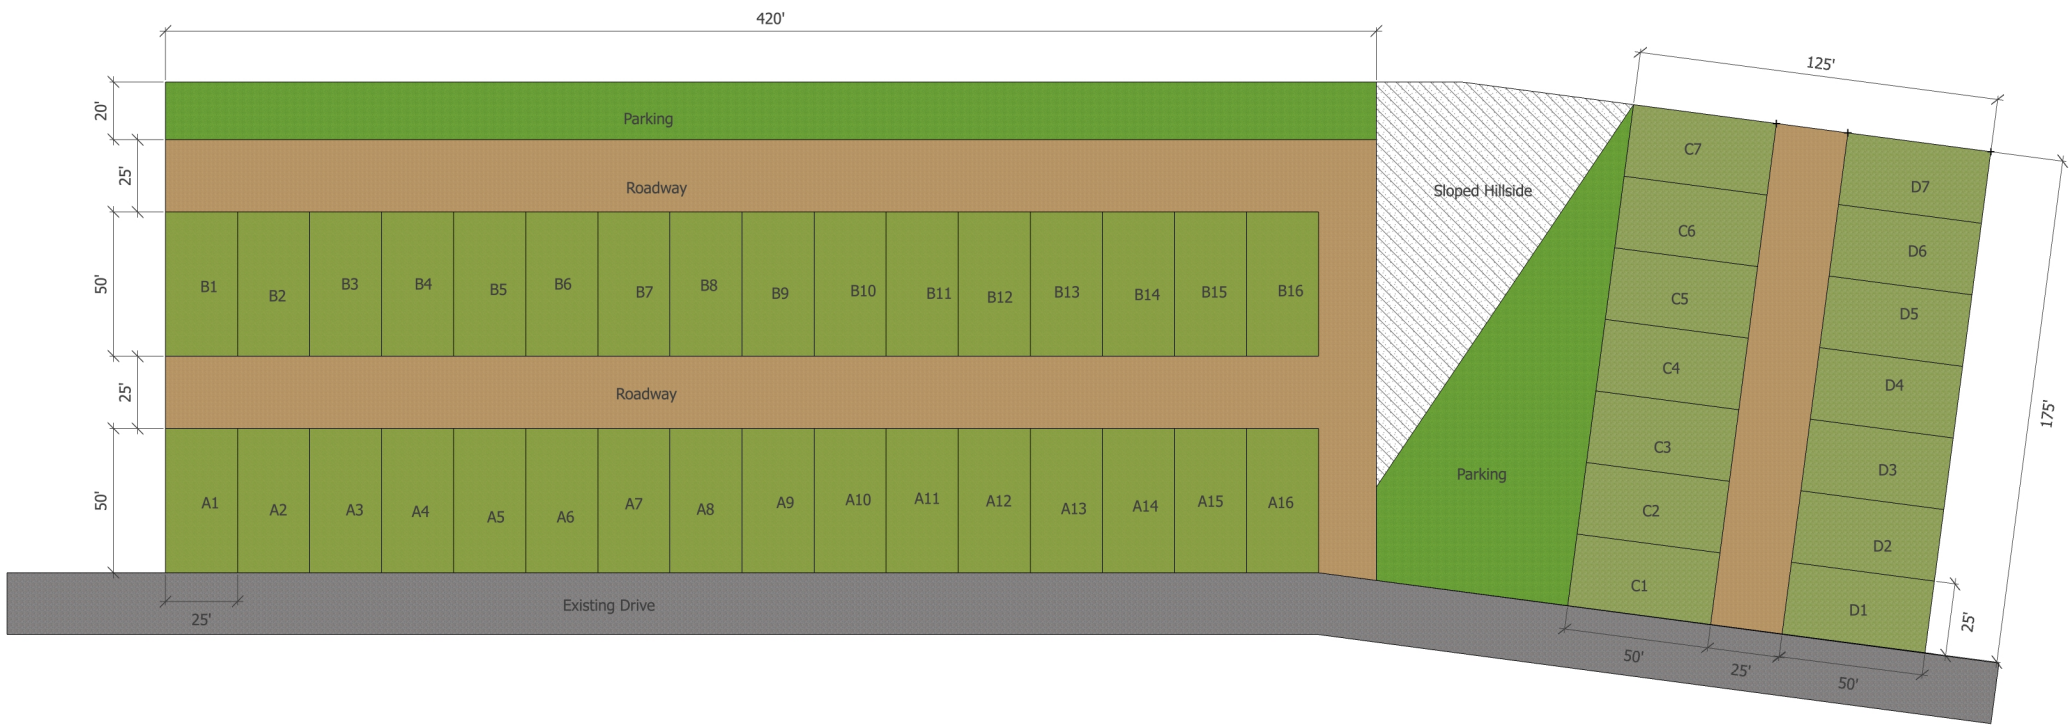 420'
125'
20'
Parking
25'
Roadway
Sloped Hillside
50'
B1 B2 B3 B4 B5 B6 B7 B8 B9 B10 B11 B12 B13 B14 B15 B16
25'
Roadway
50'
A1 A2 A3 A4 A5 A6 A7 A8 A9 A10 A11 A12 A13 A14 A15 A16
25'
Existing Drive
Parking
C7
C6
C5
C4
C3
C2
C1
D7
D6
D5
D4
D3
D2
D1
175'
25'
50'
25'
50'